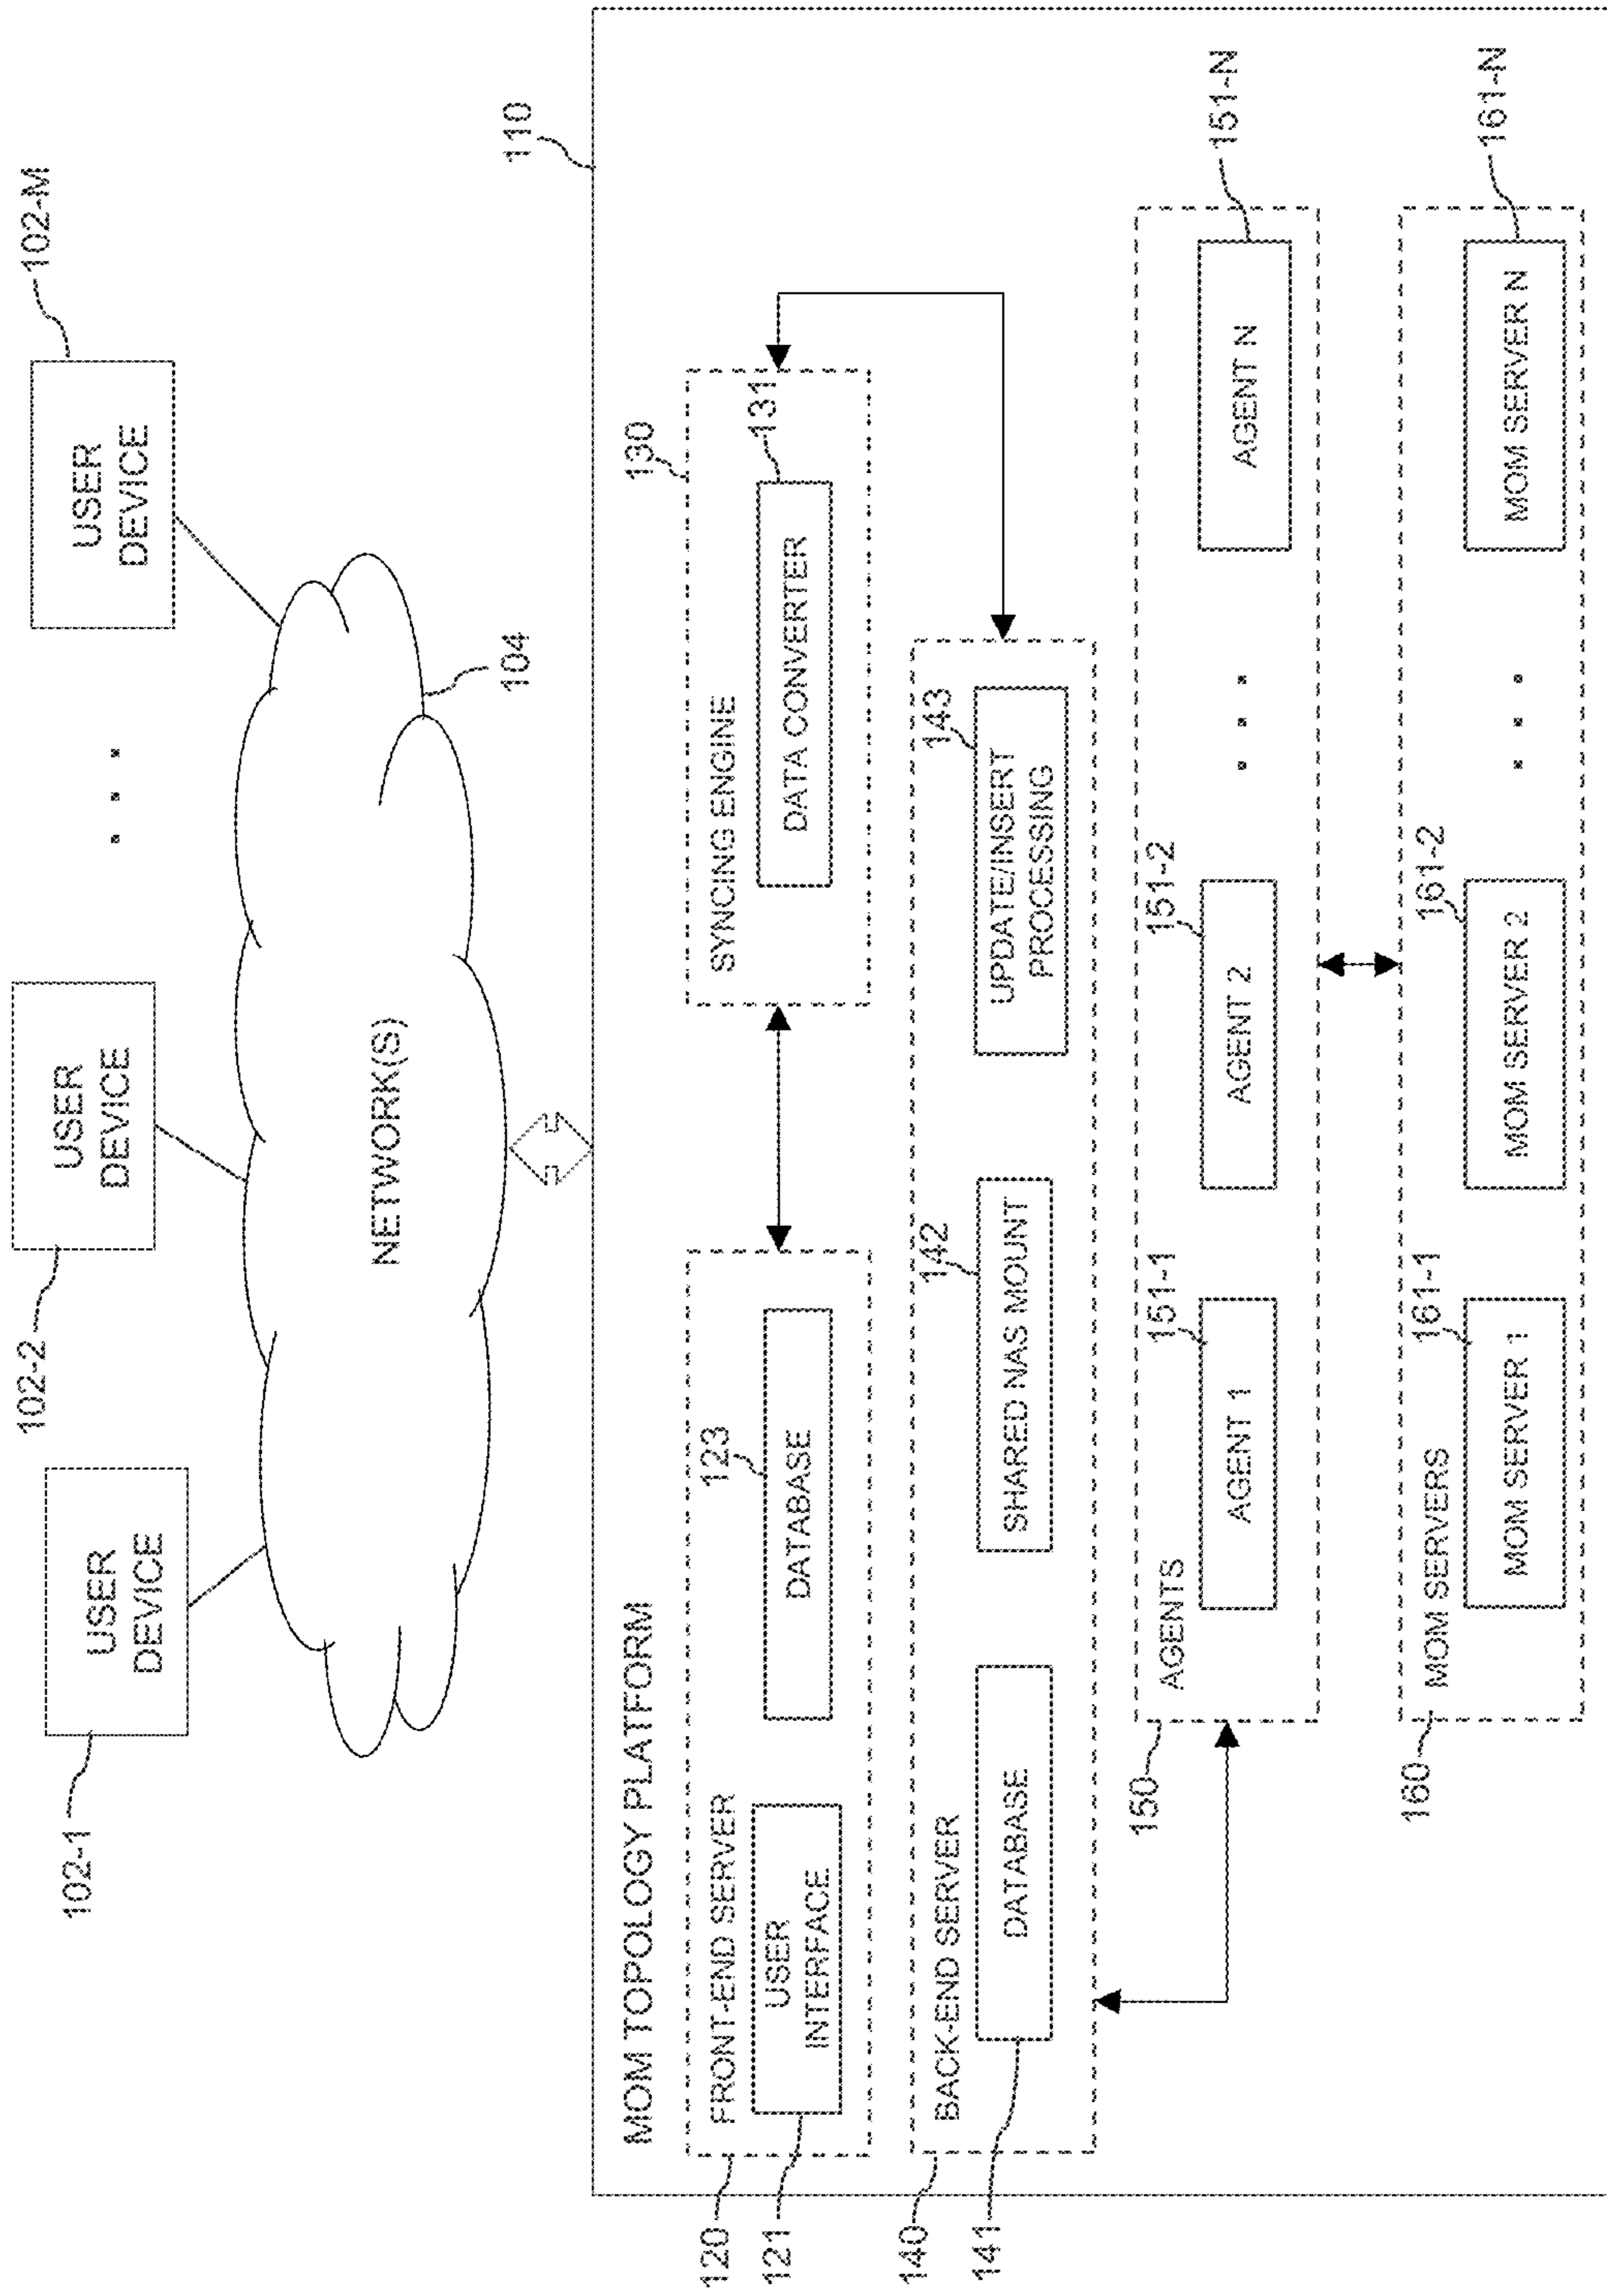 102-1
102-2
102-M
USER
DEVICE
USER
DEVICE
. . .
USER
DEVICE
NETWORK(S)
104
110
MOM TOPOLOGY PLATFORM
120
FRONT-END SERVER
121
USER
INTERFACE
123
DATABASE
130
SYNCING ENGINE
131
DATA CONVERTER
140
BACK-END SERVER
141
DATABASE
142
SHARED NAS MOUNT
143
UPDATE/INSERT
PROCESSING
150
AGENTS
151-1
AGENT 1
151-2
AGENT 2
. . .
151-N
AGENT N
160
MOM SERVERS
161-1
MOM SERVER 1
161-2
MOM SERVER 2
. . .
161-N
MOM SERVER N